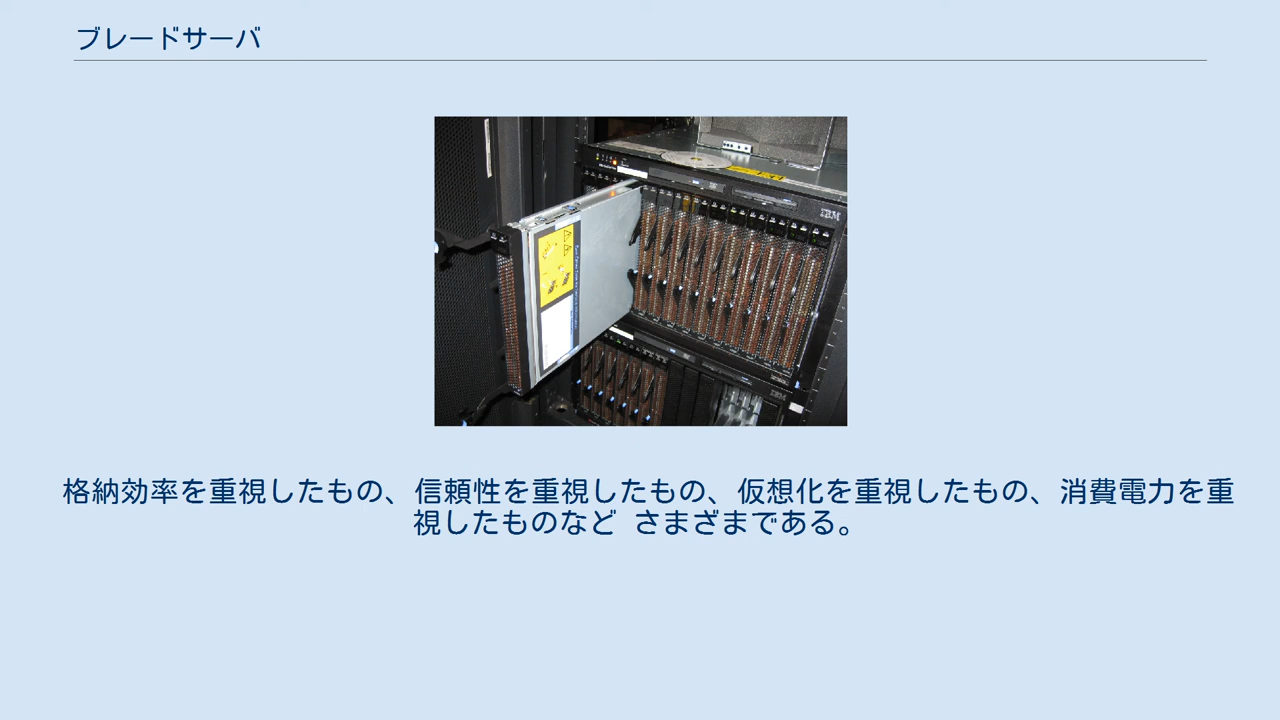 ブレードサーバ
IBM
格納効率を重視したもの、信頼性を重視したもの、仮想化を重視したもの、消費電力を重
視したものなど さまざまである。